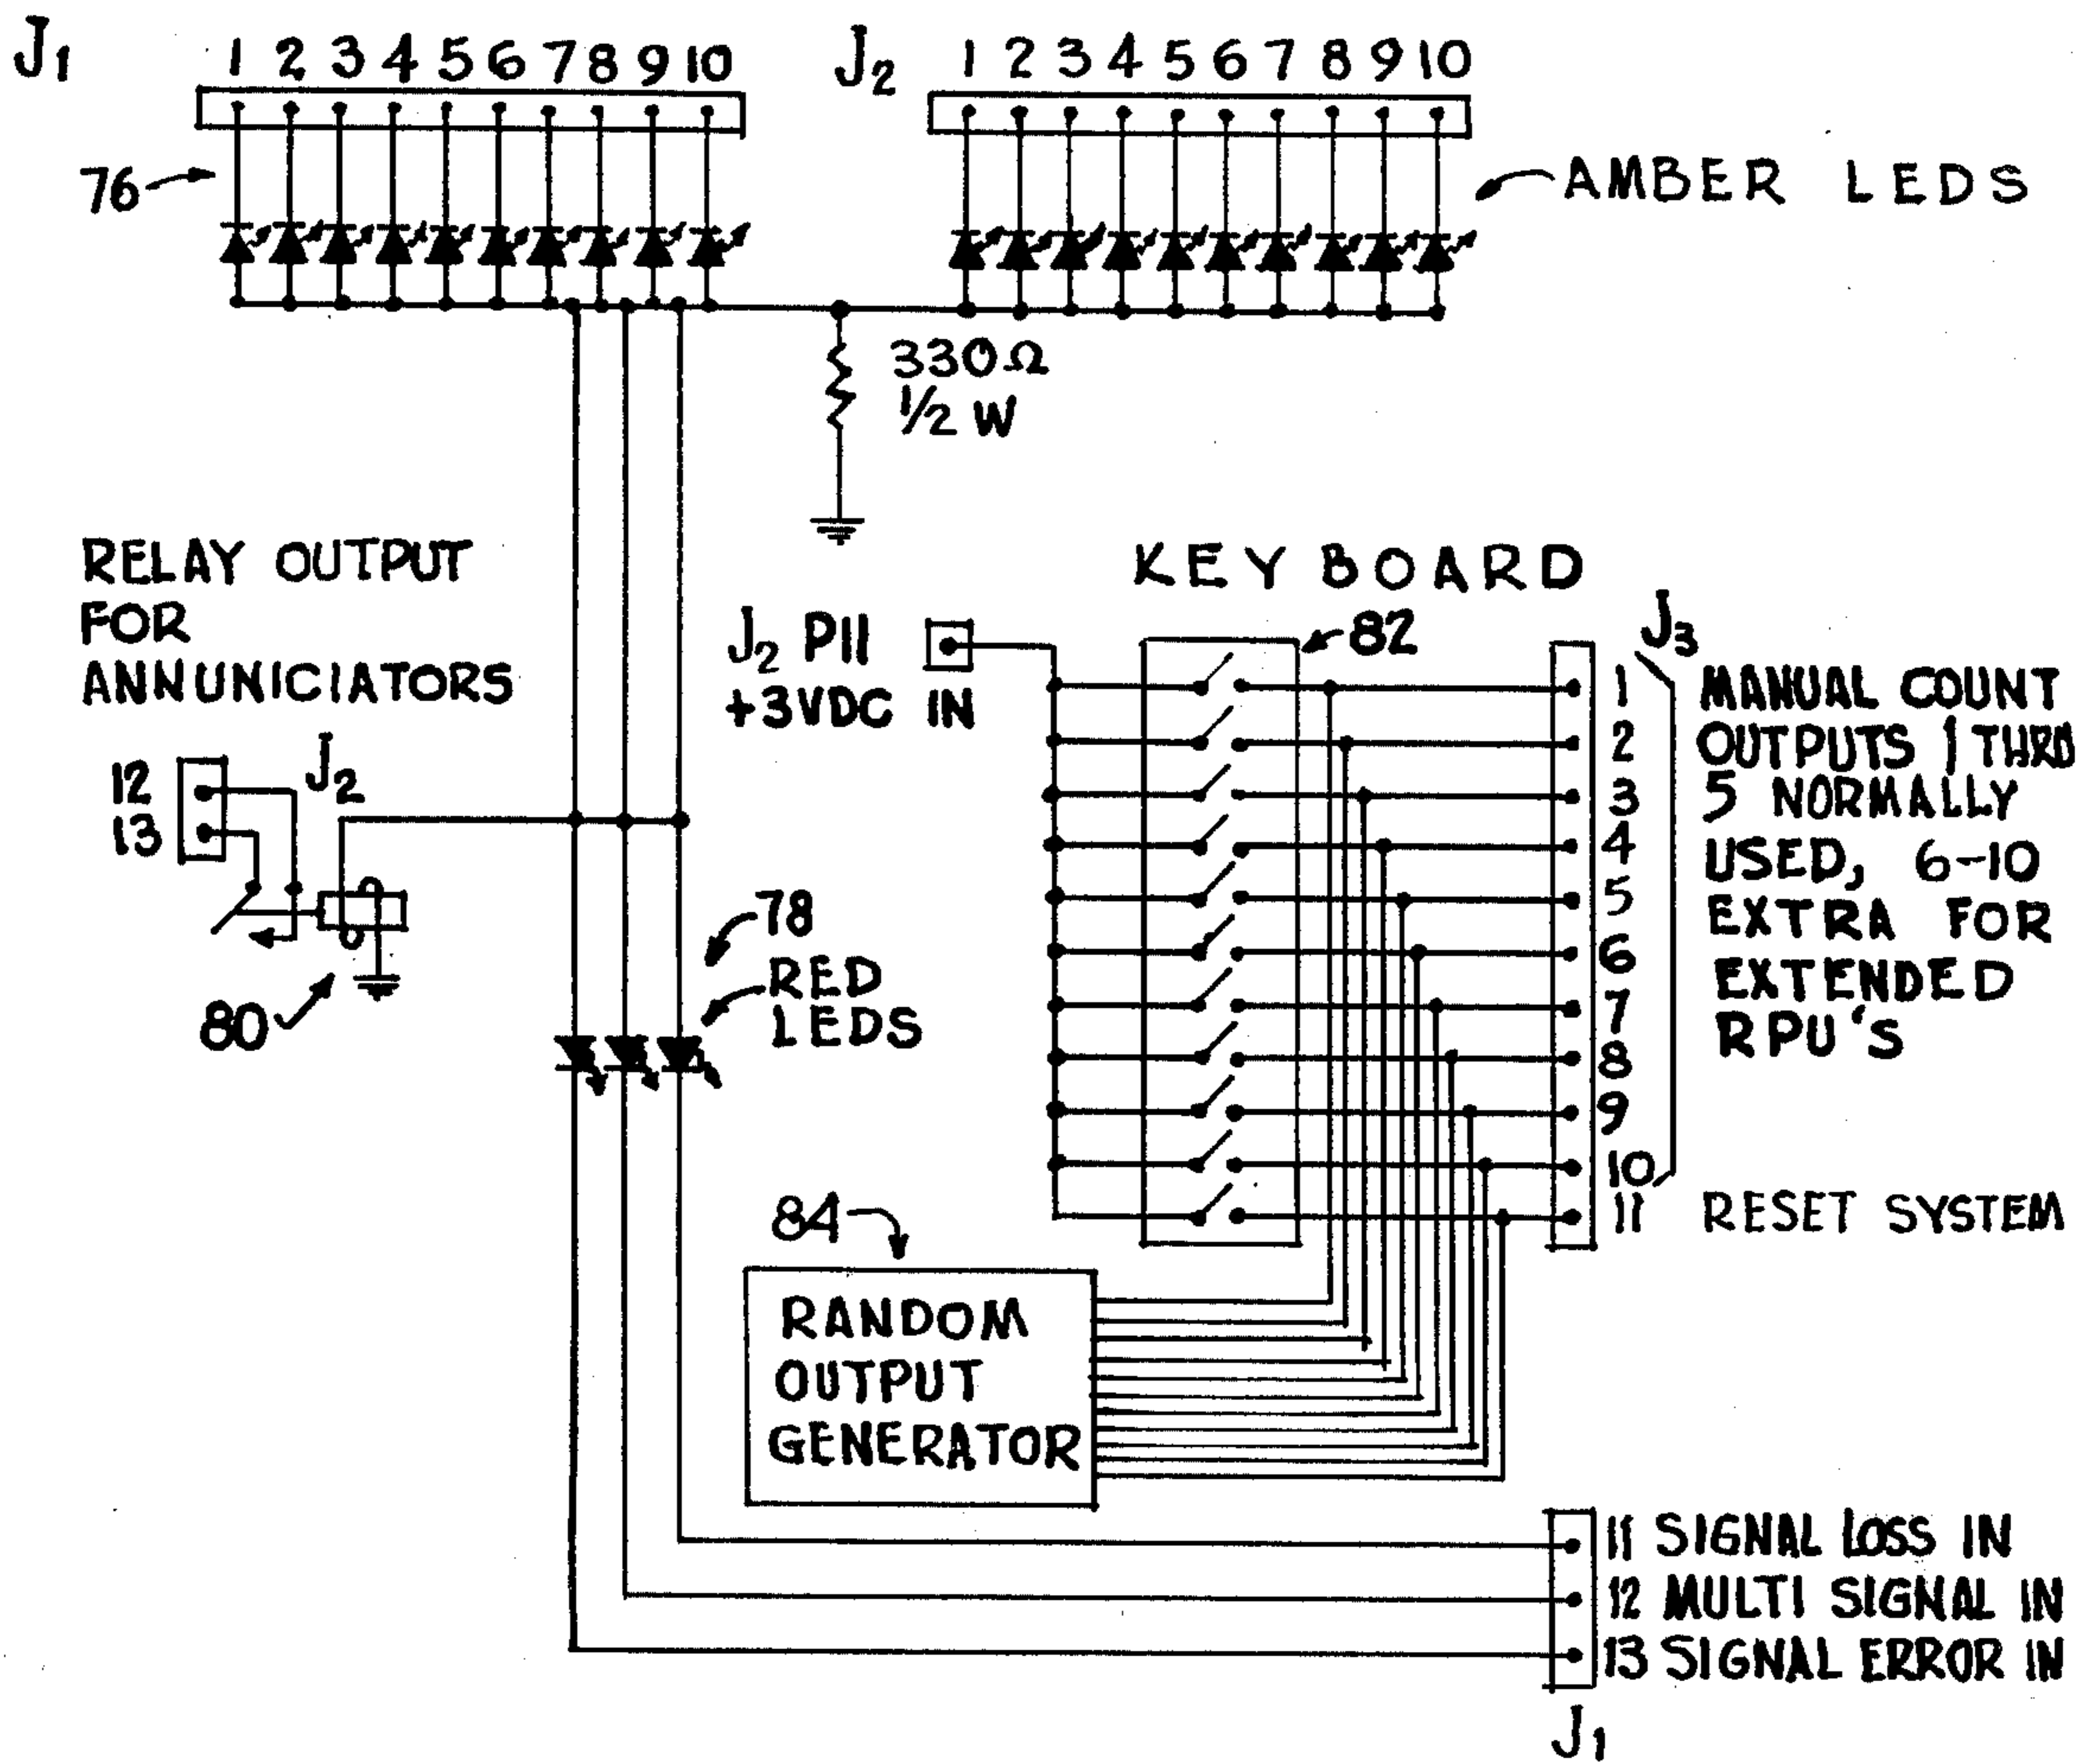 J1
1 2 3 4 5 6 7 8 9 10
J2
1 2 3 4 5 6 7 8 9 10
76
AMBER LEDS
330Ω
1/2 W
RELAY OUTPUT
FOR
ANNUNICIATORS
J2
12
13
80
78
RED
LEDS
KEY BOARD
82
J2 P11
+3VDC IN
J3
1
2
3
4
5
6
7
8
9
10
11
MANUAL COUNT
OUTPUTS 1 THRU
5 NORMALLY
USED, 6-10
EXTRA FOR
EXTENDED
RPU'S
RESET SYSTEM
84
RANDOM
OUTPUT
GENERATOR
11 SIGNAL LOSS IN
12 MULTI SIGNAL IN
13 SIGNAL ERROR IN
J1